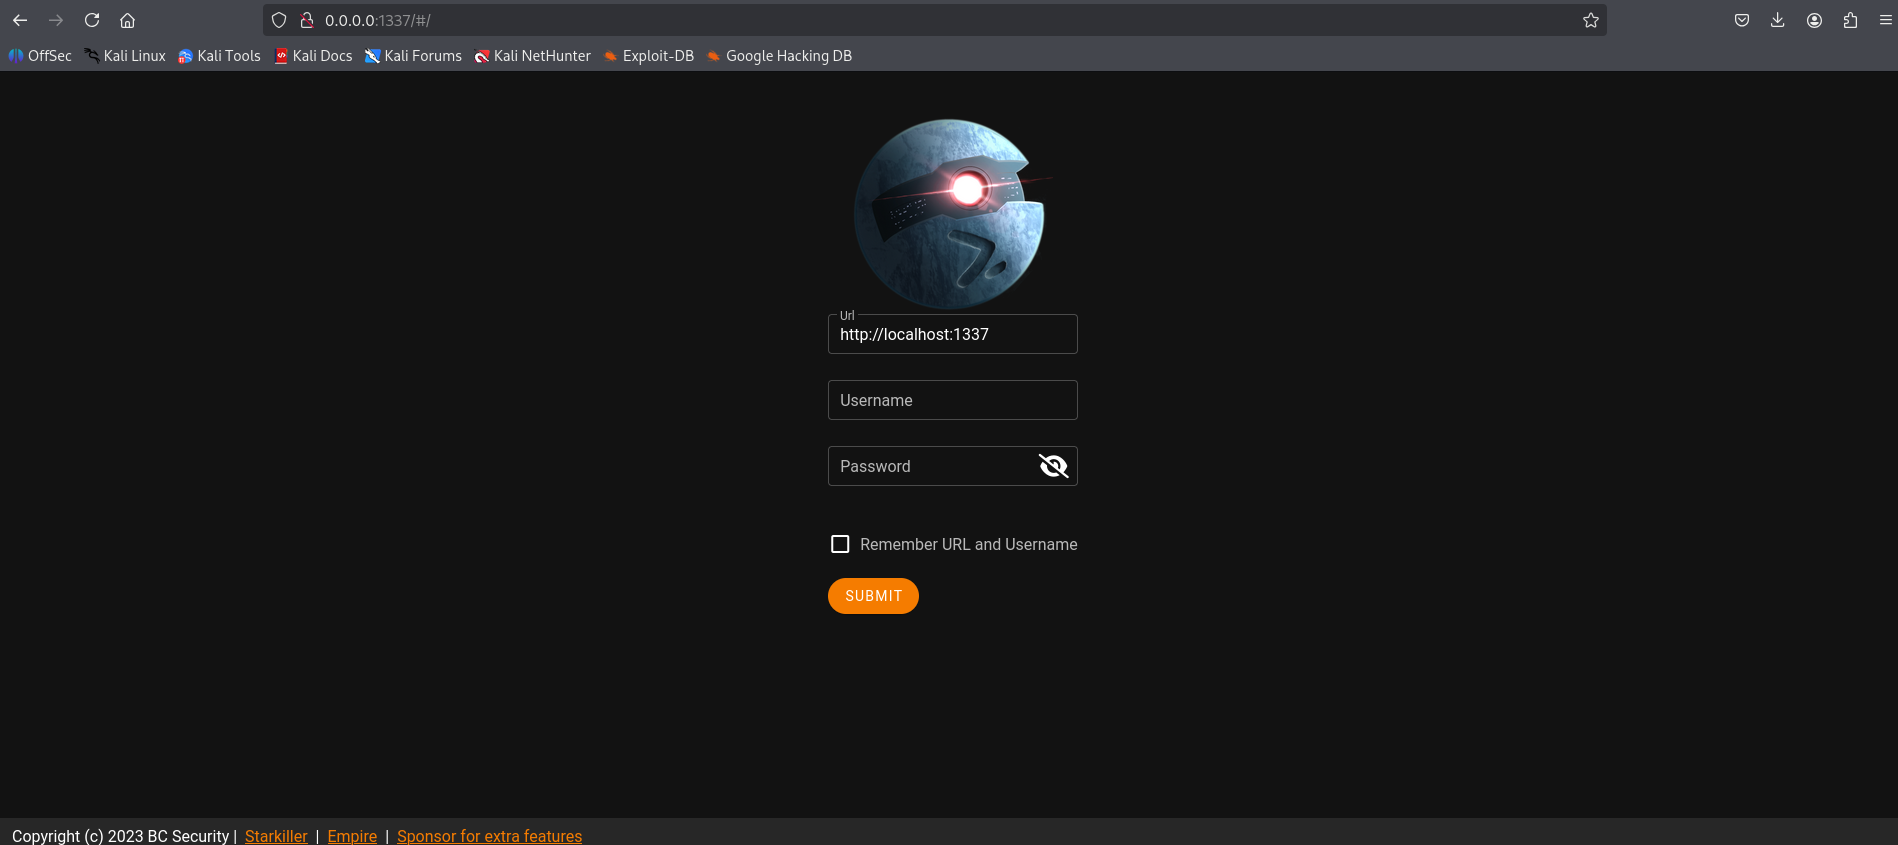 0.0.0.0:1337/#/
OffSec Kali Linux Kali Tools Kali Docs Kali Forums Kali NetHunter Exploit-DB Google Hacking DB
Url
http://localhost:1337
Username
Password
Remember URL and Username
SUBMIT
Copyright (c) 2023 BC Security | Starkiller | Empire | Sponsor for extra features